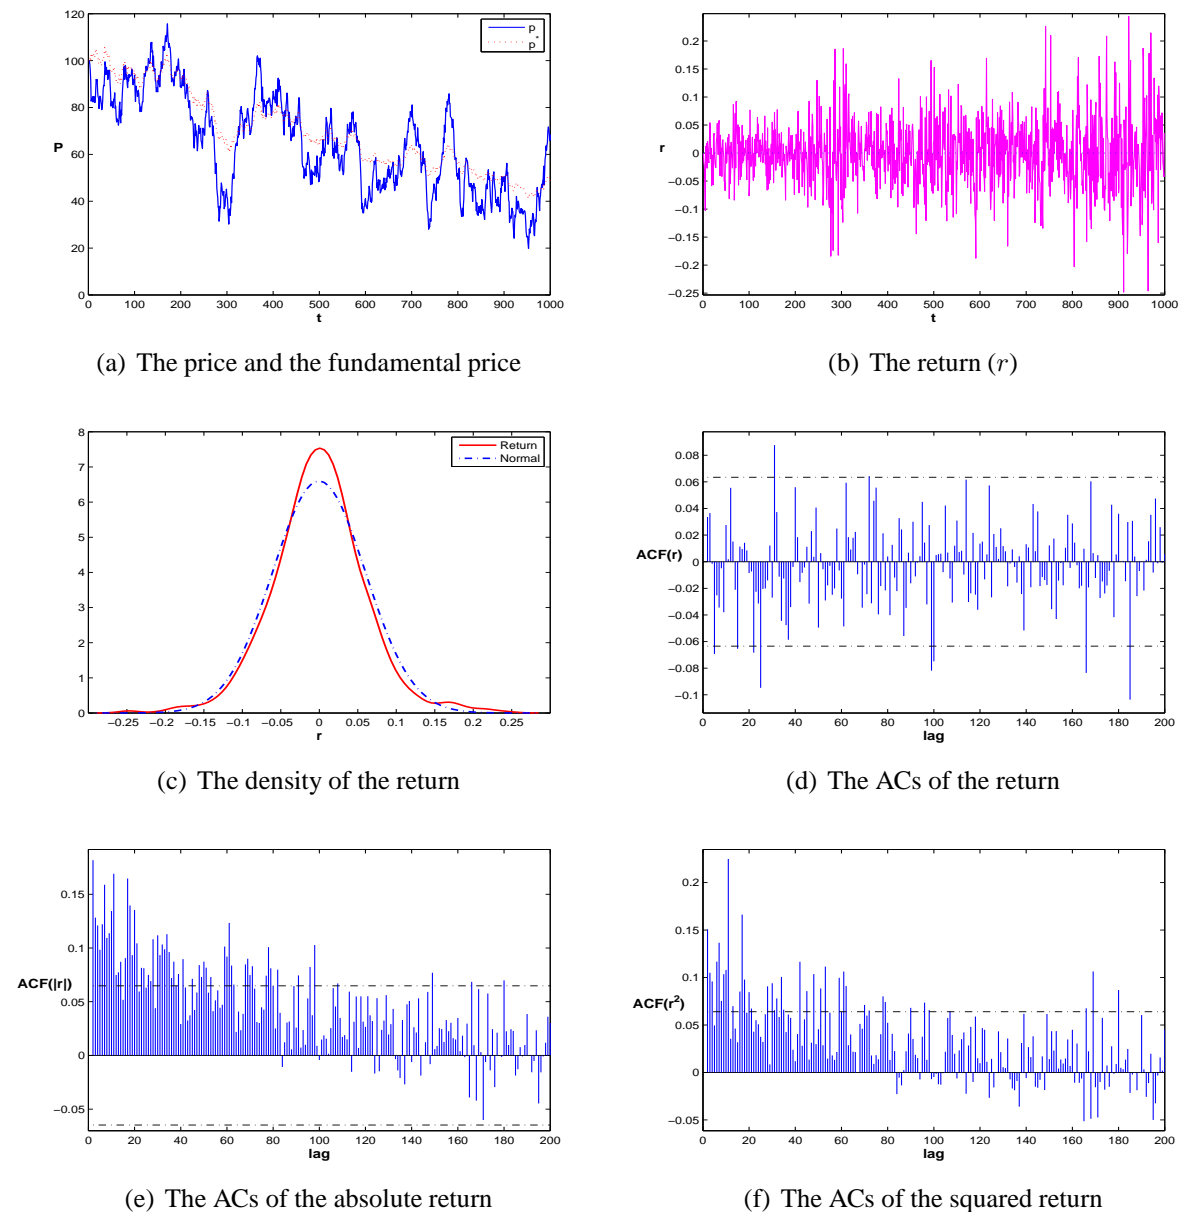 120
100
80
60
40
20
0
P
p
p*
0 100 200 300 400 500 600 700 800 900 1000
t
(a) The price and the fundamental price
0.2
0.15
0.1
0.05
0
−0.05
−0.1
−0.15
−0.2
−0.25
r
0 100 200 300 400 500 600 700 800 900 1000
t
(b) The return (r)
8
7
6
5
4
3
2
1
0
Return
Normal
−0.25 −0.2 −0.15 −0.1 −0.05 0 0.05 0.1 0.15 0.2 0.25
r
(c) The density of the return
0.08
0.06
0.04
0.02
0
−0.02
−0.04
−0.06
−0.08
−0.1
ACF(r)
0 20 40 60 80 100 120 140 160 180 200
lag
(d) The ACs of the return
0.15
0.1
0.05
0
−0.05
ACF(|r|)
0 20 40 60 80 100 120 140 160 180 200
lag
(e) The ACs of the absolute return
0.2
0.15
0.1
0.05
0
−0.05
ACF(r²)
0 20 40 60 80 100 120 140 160 180 200
lag
(f) The ACs of the squared return